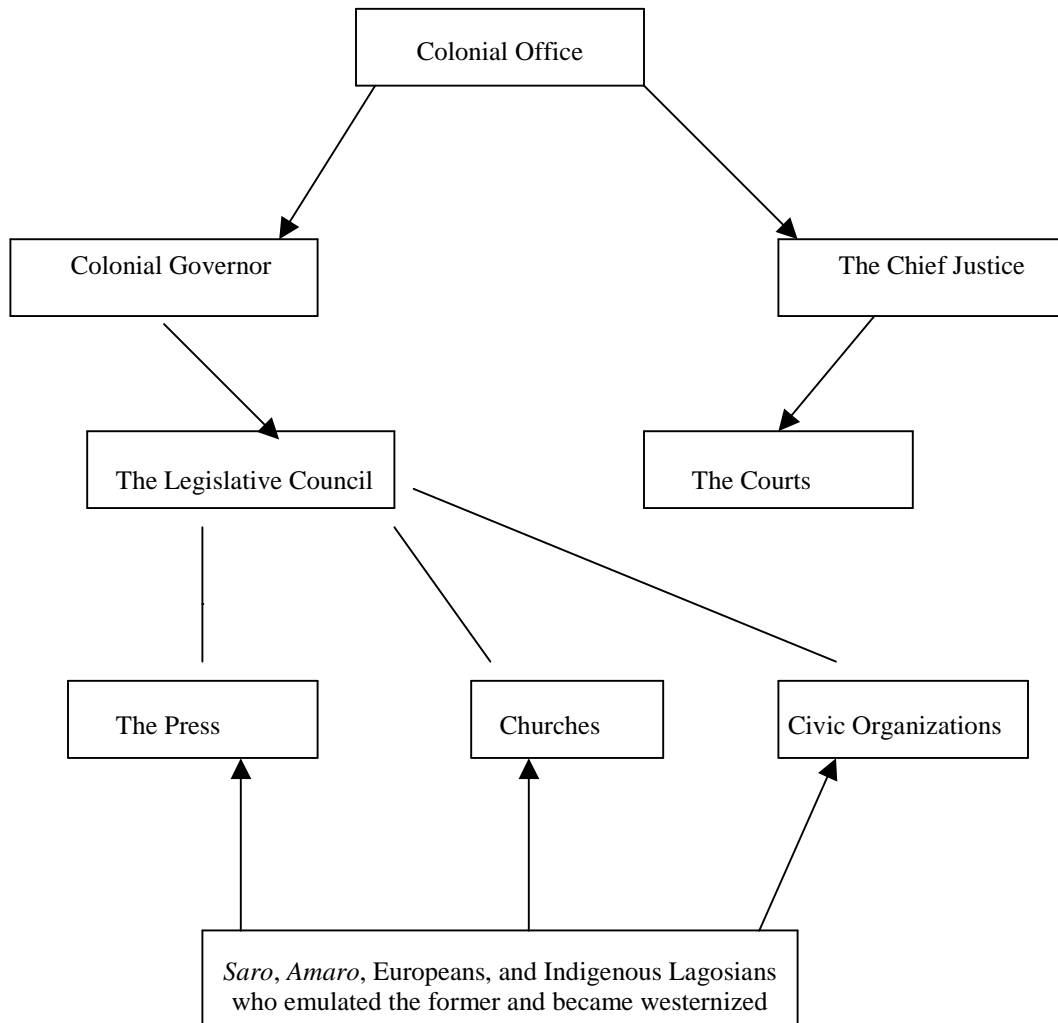 Colonial Office
Colonial Governor
The Chief Justice
The Legislative Council
The Courts
The Press
Churches
Civic Organizations
Saro, Amaro, Europeans, and Indigenous Lagosians
who emulated the former and became westernized